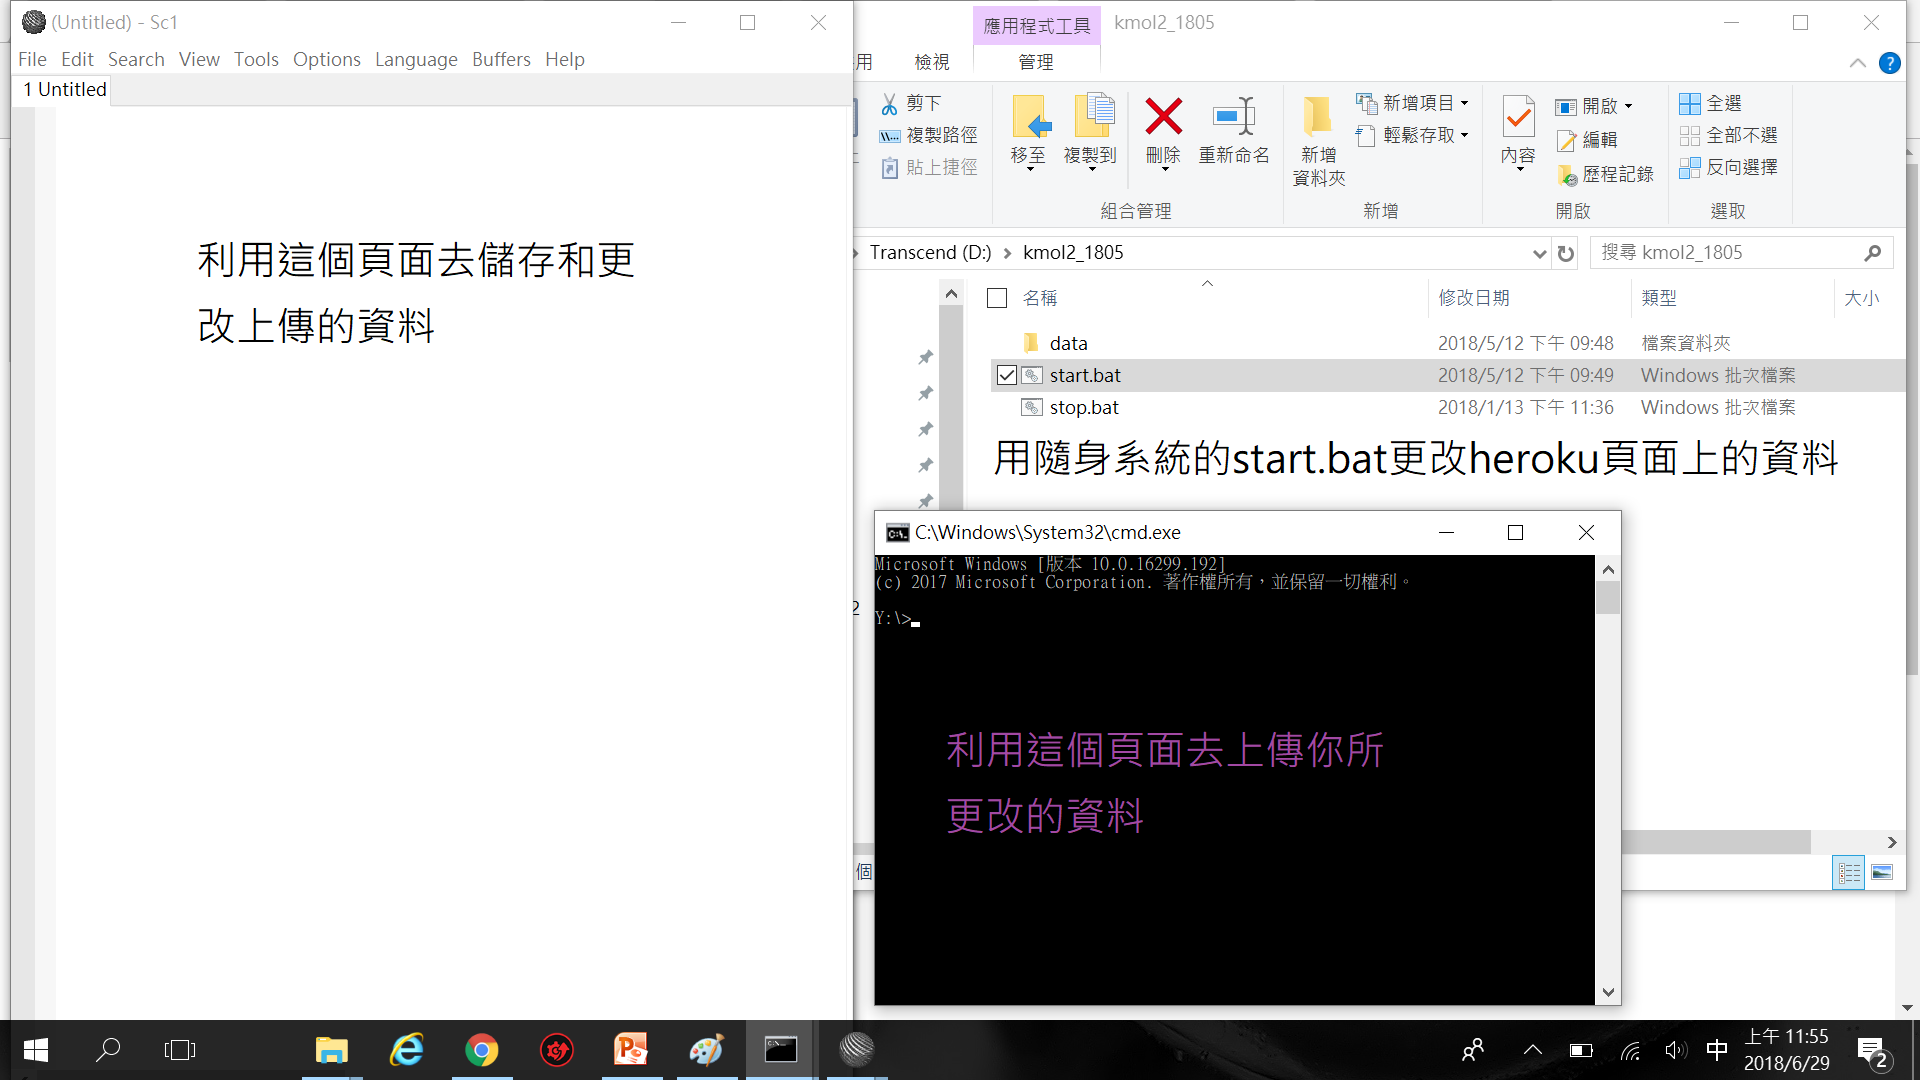 (Untitled) - Sc1
File Edit Search View Tools Options Language Buffers Help
1 Untitled
利用這個頁面去儲存和更
改上傳的資料
應用程式工具
kmol2_1805
用
檢視
管理
剪下
複製路徑
貼上捷徑
移至
複製到
刪除
重新命名
組合管理
新增
資料夾
新增項目
輕鬆存取
新增
內容
開啟
編輯
歷程記錄
開啟
全選
全部不選
反向選擇
選取
Transcend (D:)
kmol2_1805
搜尋 kmol2_1805
名稱
修改日期
類型
大小
data 2018/5/12 下午 09:48 檔案資料夾
start.bat 2018/5/12 下午 09:49 Windows 批次檔案
stop.bat 2018/1/13 下午 11:36 Windows 批次檔案
用隨身系統的start.bat更改heroku頁面上的資料
2
個
C:\Windows\System32\cmd.exe
Microsoft Windows [版本 10.0.16299.192]
(c) 2017 Microsoft Corporation. 著作權所有，並保留一切權利。
Y:\>
利用這個頁面去上傳你所
更改的資料
中
上午 11:55
2018/6/29
2